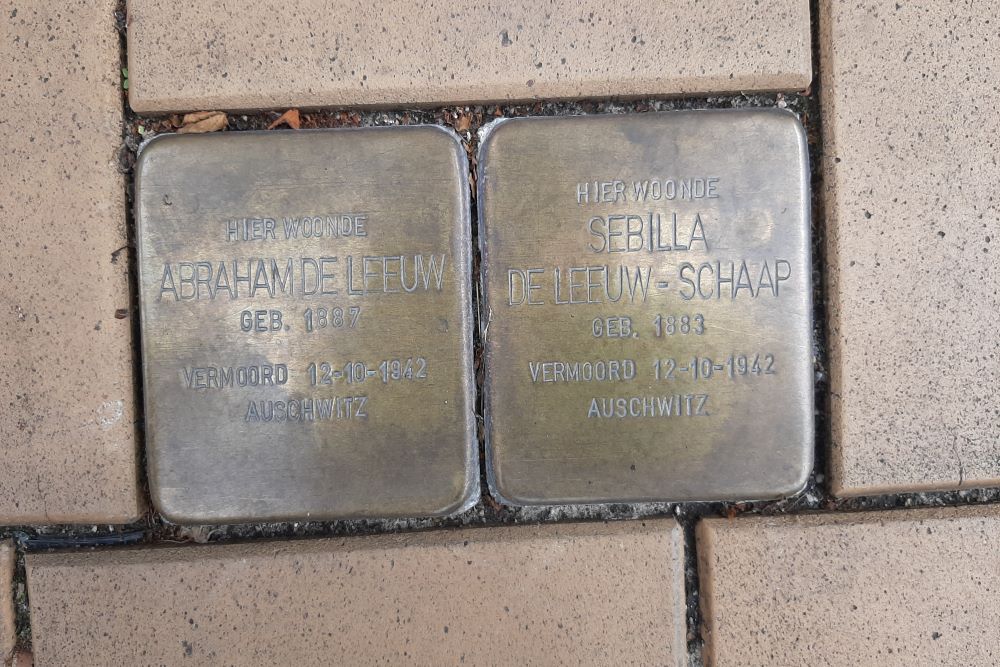 HIER WOONDE
ABRAHAM DE LEEUW
GEB. 1887
VERMOORD 12-10-1942
AUSCHWITZ
HIER WOONDE
SEBILLA
DE LEEUW - SCHAAP
GEB. 1883
VERMOORD 12-10-1942
AUSCHWITZ